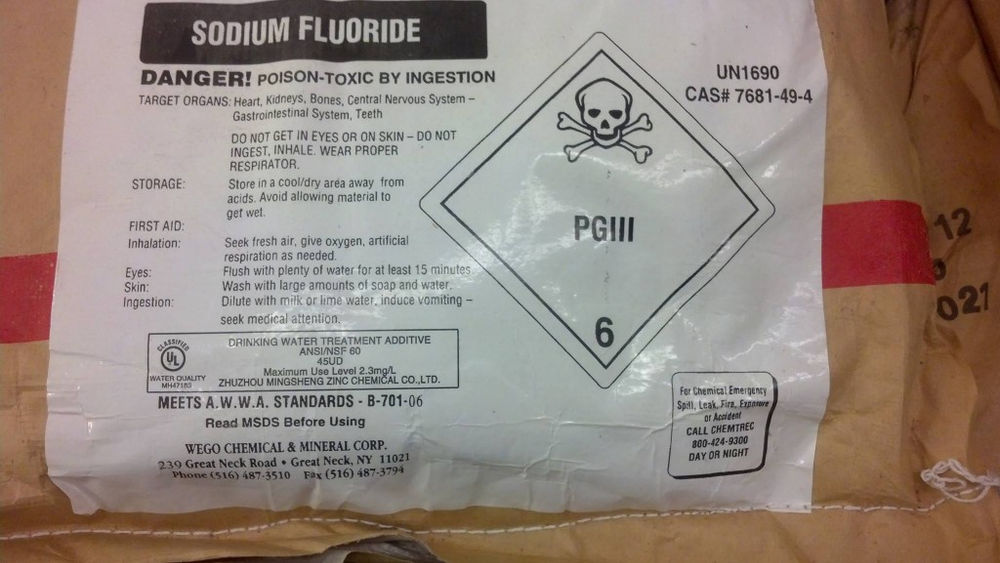 SODIUM FLUORIDE
DANGER! POISON-TOXIC BY INGESTION
TARGET ORGANS: Heart, Kidneys, Bones, Central Nervous System –
Gastrointestinal System, Teeth
DO NOT GET IN EYES OR ON SKIN – DO NOT
INGEST, INHALE. WEAR PROPER
RESPIRATOR.
STORAGE: Store in a cool/dry area away from
acids. Avoid allowing material to
get wet.
FIRST AID:
Inhalation: Seek fresh air, give oxygen, artificial
respiration as needed.
Eyes: Flush with plenty of water for at least 15 minutes.
Skin: Wash with large amounts of soap and water.
Ingestion: Dilute with milk or lime water, induce vomiting –
seek medical attention.
CLASSIFIED
UL
WATER QUALITY
MH47183
DRINKING WATER TREATMENT ADDITIVE
ANSI/NSF 60
45UD
Maximum Use Level 2.3mg/L
ZHUZHOU MINGSHENG ZINC CHEMICAL CO.,LTD.
MEETS A.W.W.A. STANDARDS - B-701-06
Read MSDS Before Using
WEGO CHEMICAL & MINERAL CORP.
239 Great Neck Road • Great Neck, NY 11021
Phone (516) 487-3510 Fax (516) 487-3794
UN1690
CAS# 7681-49-4
PGIII
6
For Chemical Emergency
Spill, Leak, Fire, Exposure
or Accident
CALL CHEMTREC
800-424-9300
DAY OR NIGHT
12
021